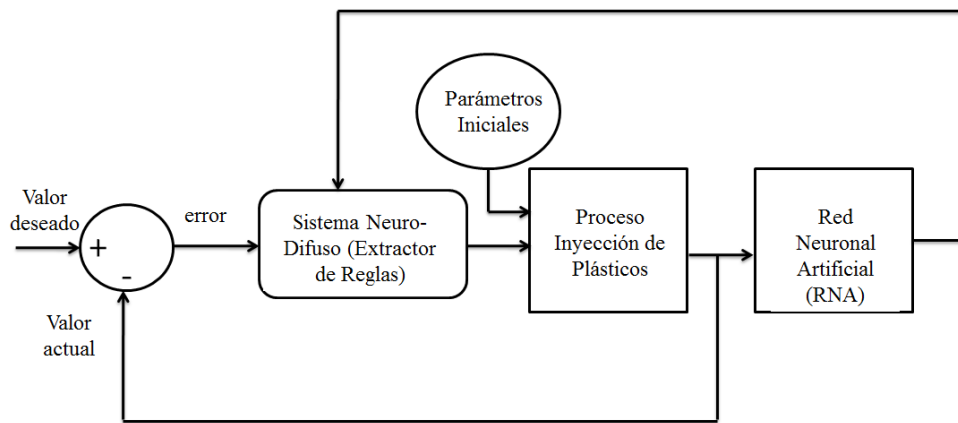 Parámetros
Iniciales
Valor
deseado
+
-
error
Sistema Neuro-
Difuso (Extractor
de Reglas)
Proceso
Inyección de
Plásticos
Red
Neuronal
Artificial
(RNA)
Valor
actual